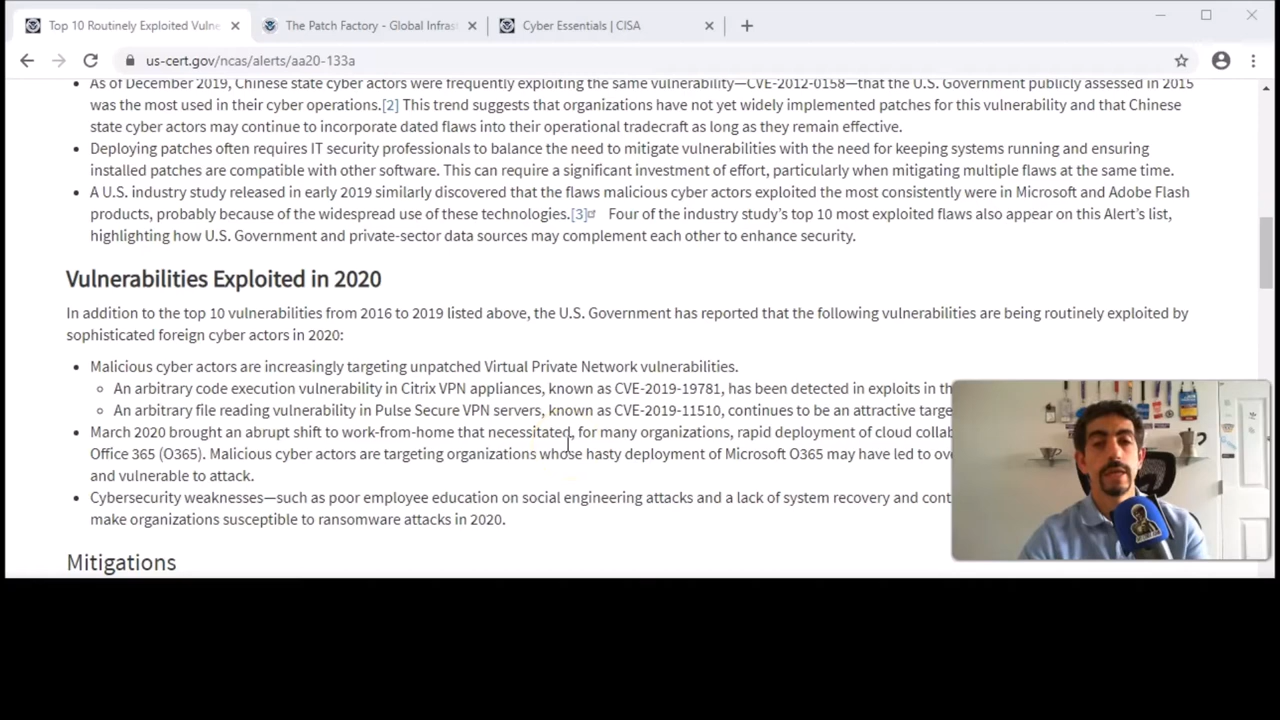 Top 10 Routinely Exploited Vulne
The Patch Factory - Global Infras
Cyber Essentials | CISA
us-cert.gov/ncas/alerts/aa20-133a
As of December 2019, Chinese state cyber actors were frequently exploiting the same vulnerability—CVE-2012-0158—that the U.S. Government publicly assessed in 2015
was the most used in their cyber operations.[2] This trend suggests that organizations have not yet widely implemented patches for this vulnerability and that Chinese
state cyber actors may continue to incorporate dated flaws into their operational tradecraft as long as they remain effective.
Deploying patches often requires IT security professionals to balance the need to mitigate vulnerabilities with the need for keeping systems running and ensuring
installed patches are compatible with other software. This can require a significant investment of effort, particularly when mitigating multiple flaws at the same time.
A U.S. industry study released in early 2019 similarly discovered that the flaws malicious cyber actors exploited the most consistently were in Microsoft and Adobe Flash
products, probably because of the widespread use of these technologies.[3] Four of the industry study's top 10 most exploited flaws also appear on this Alert's list,
highlighting how U.S. Government and private-sector data sources may complement each other to enhance security.
Vulnerabilities Exploited in 2020
In addition to the top 10 vulnerabilities from 2016 to 2019 listed above, the U.S. Government has reported that the following vulnerabilities are being routinely exploited by
sophisticated foreign cyber actors in 2020:
Malicious cyber actors are increasingly targeting unpatched Virtual Private Network vulnerabilities.
An arbitrary code execution vulnerability in Citrix VPN appliances, known as CVE-2019-19781, has been detected in exploits in th
An arbitrary file reading vulnerability in Pulse Secure VPN servers, known as CVE-2019-11510, continues to be an attractive targe
March 2020 brought an abrupt shift to work-from-home that necessitated, for many organizations, rapid deployment of cloud collab
Office 365 (O365). Malicious cyber actors are targeting organizations whose hasty deployment of Microsoft O365 may have led to ov
and vulnerable to attack.
Cybersecurity weaknesses—such as poor employee education on social engineering attacks and a lack of system recovery and cont
make organizations susceptible to ransomware attacks in 2020.
Mitigations